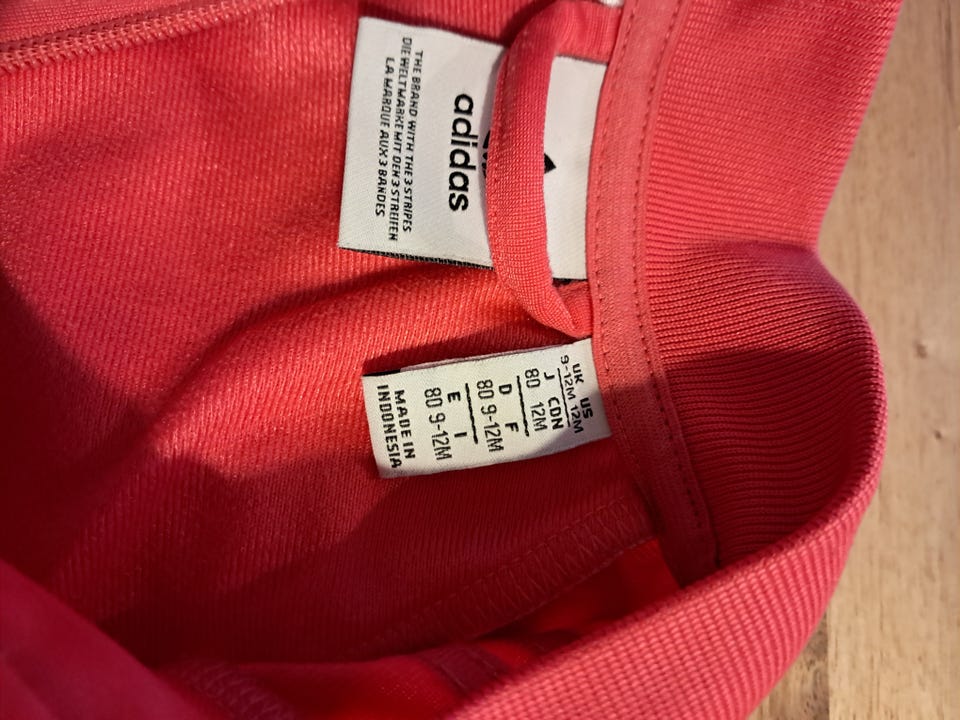 adidas
THE BRAND WITH THE 3 STRIPES
DIE WELTMARKE MIT DEN 3 STREIFEN
LA MARQUE AUX 3 BANDES
UK US
9-12M 12M
J CDN
80 12M
D F
80 9-12M
E I
80 9-12M
MADE IN
INDONESIA